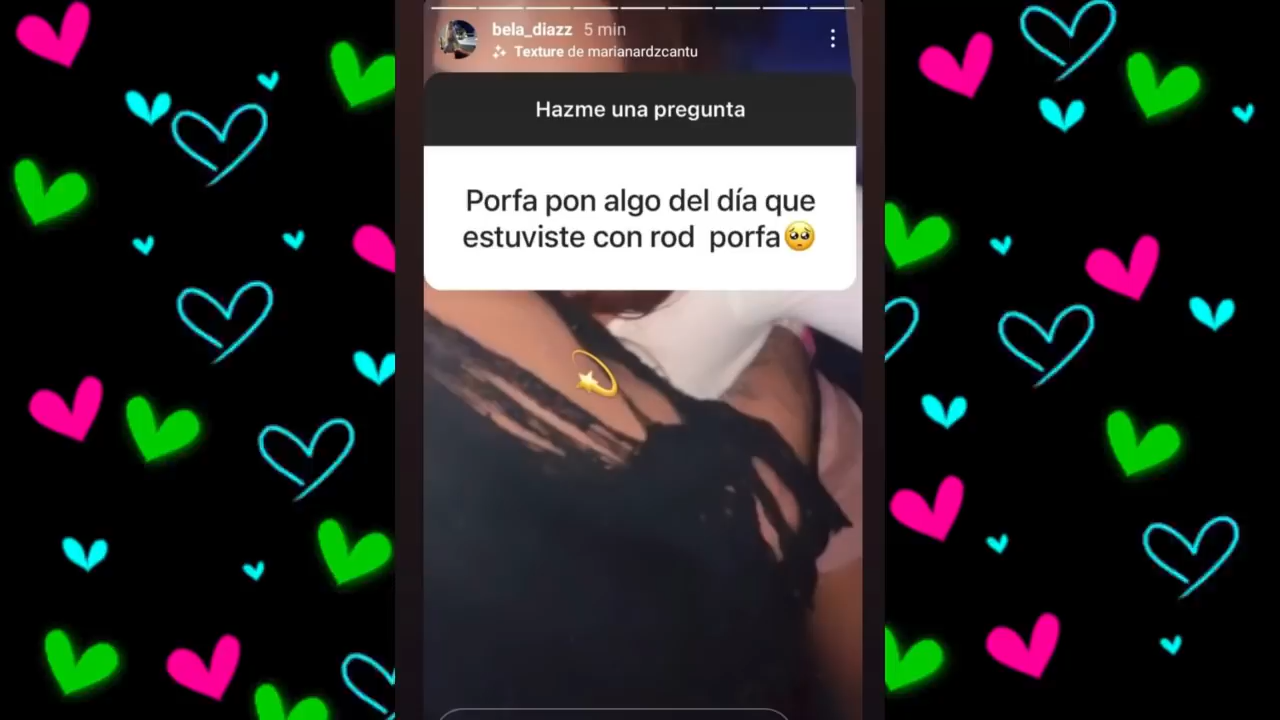 bela_diazz 5 min
Texture de marianardzcantu
Hazme una pregunta
Porfa pon algo del día que
estuviste con rod porfa🥺